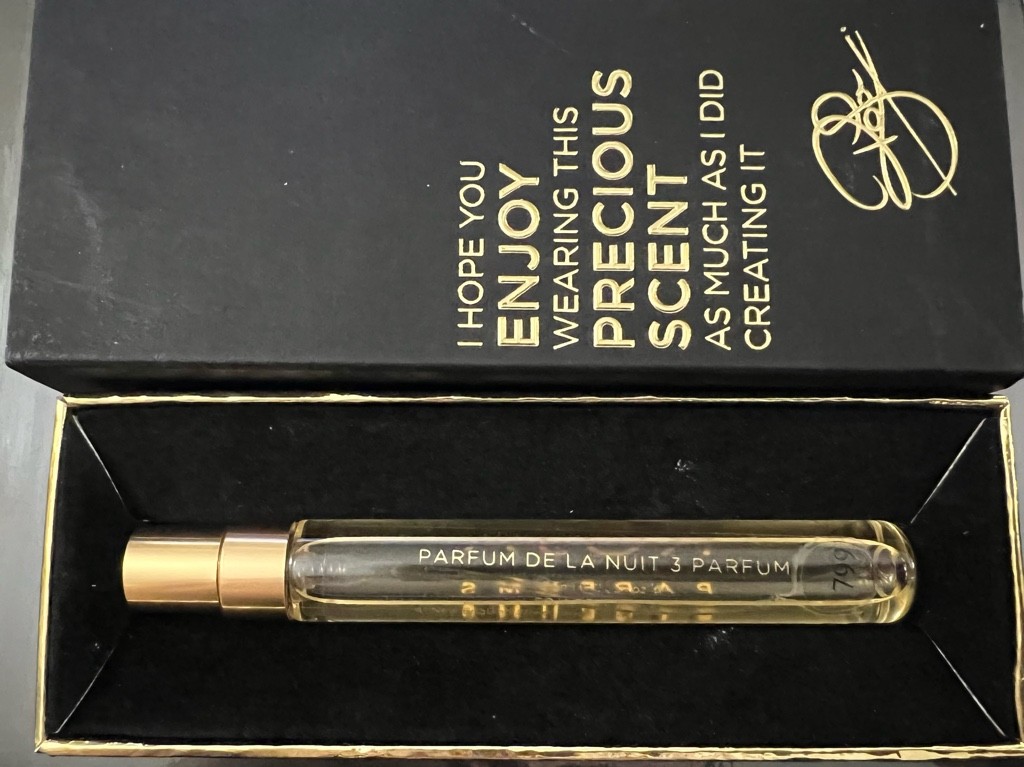 I HOPE YOU
ENJOY
WEARING THIS
PRECIOUS
SCENT
AS MUCH AS I DID
CREATING IT
PARFUM DE LA NUIT 3 PARFUM
799